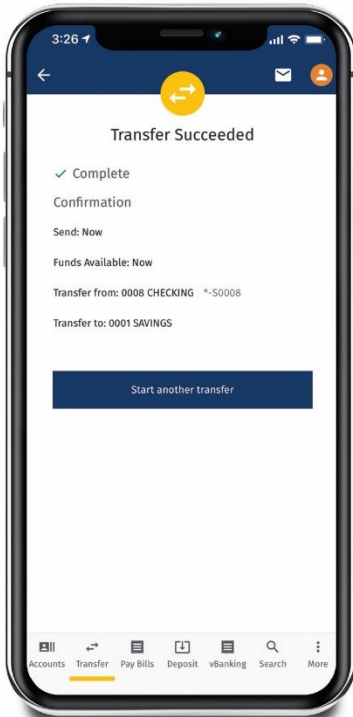 3:26
Transfer Succeeded
✓ Complete
Confirmation
Send: Now
Funds Available: Now
Transfer from: 0008 CHECKING *-S0008
Transfer to: 0001 SAVINGS
Start another transfer
Accounts Transfer Pay Bills Deposit vBanking Search More